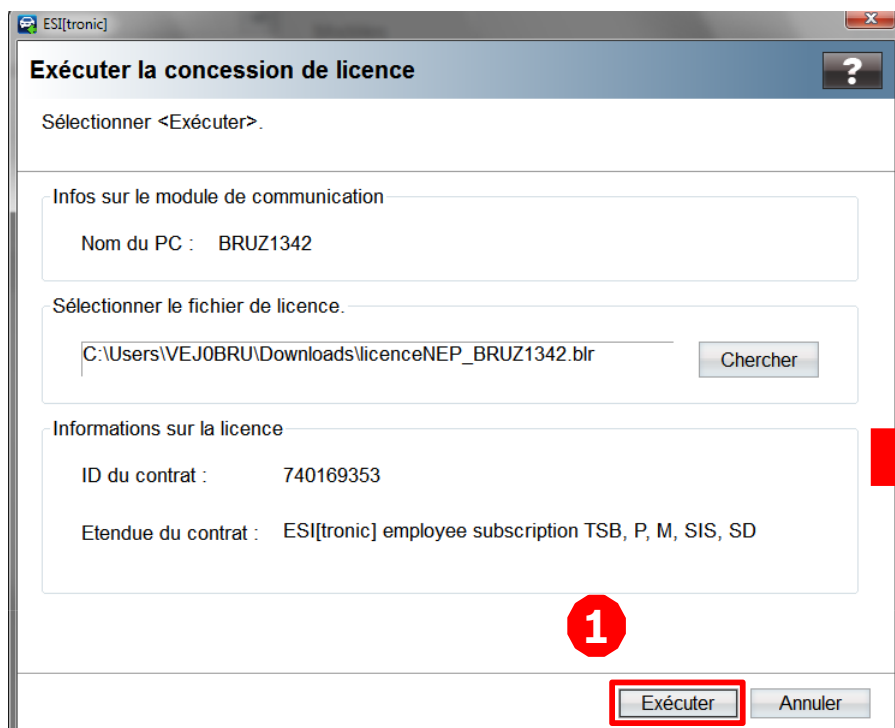 ESI[tronic]
Exécuter la concession de licence
?
Sélectionner <Exécuter>.
Infos sur le module de communication
Nom du PC : BRUZ1342
Sélectionner le fichier de licence.
C:\Users\VEJ0BRU\Downloads\licenceNEP_BRUZ1342.blr
Chercher
Informations sur la licence
ID du contrat : 740169353
Etendue du contrat : ESI[tronic] employee subscription TSB, P, M, SIS, SD
1
Exécuter Annuler